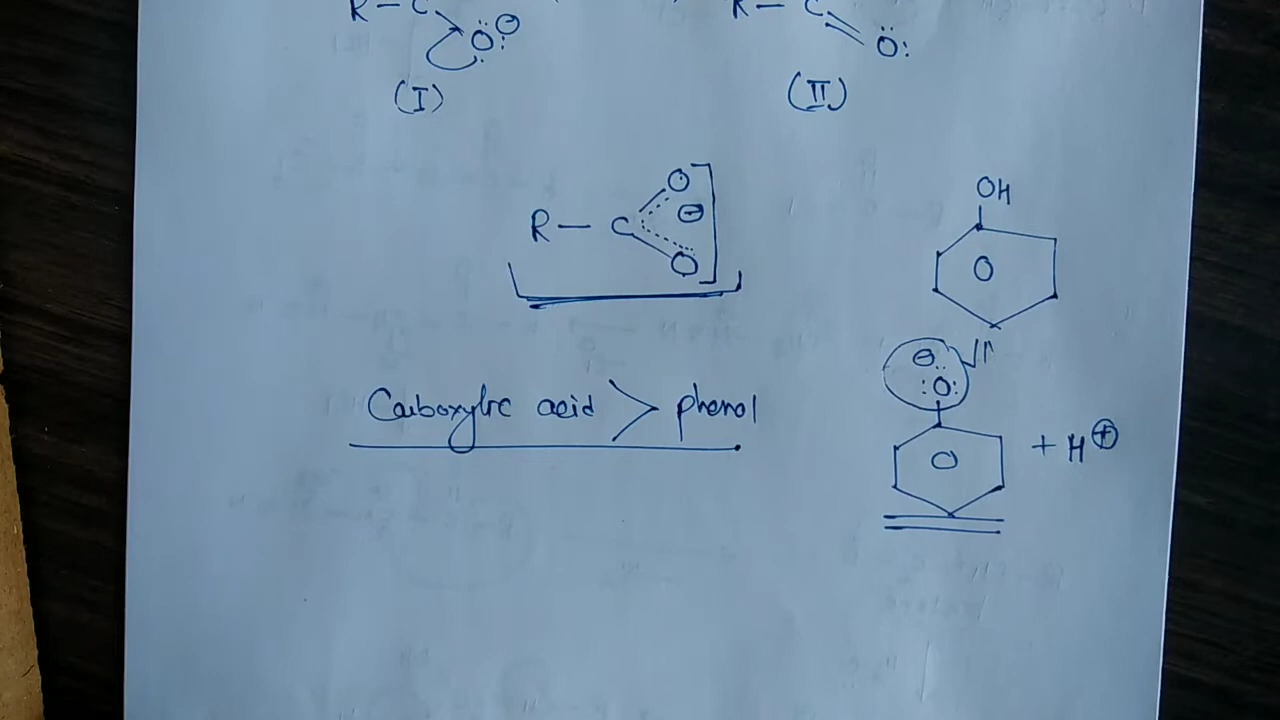 R – C
Ö: ⊖
(I)
R – C
Ö:
(II)
R – C
O
⊖
O
OH
⊖
:Ö:
+ H⊕
Carboxylic acid > phenol